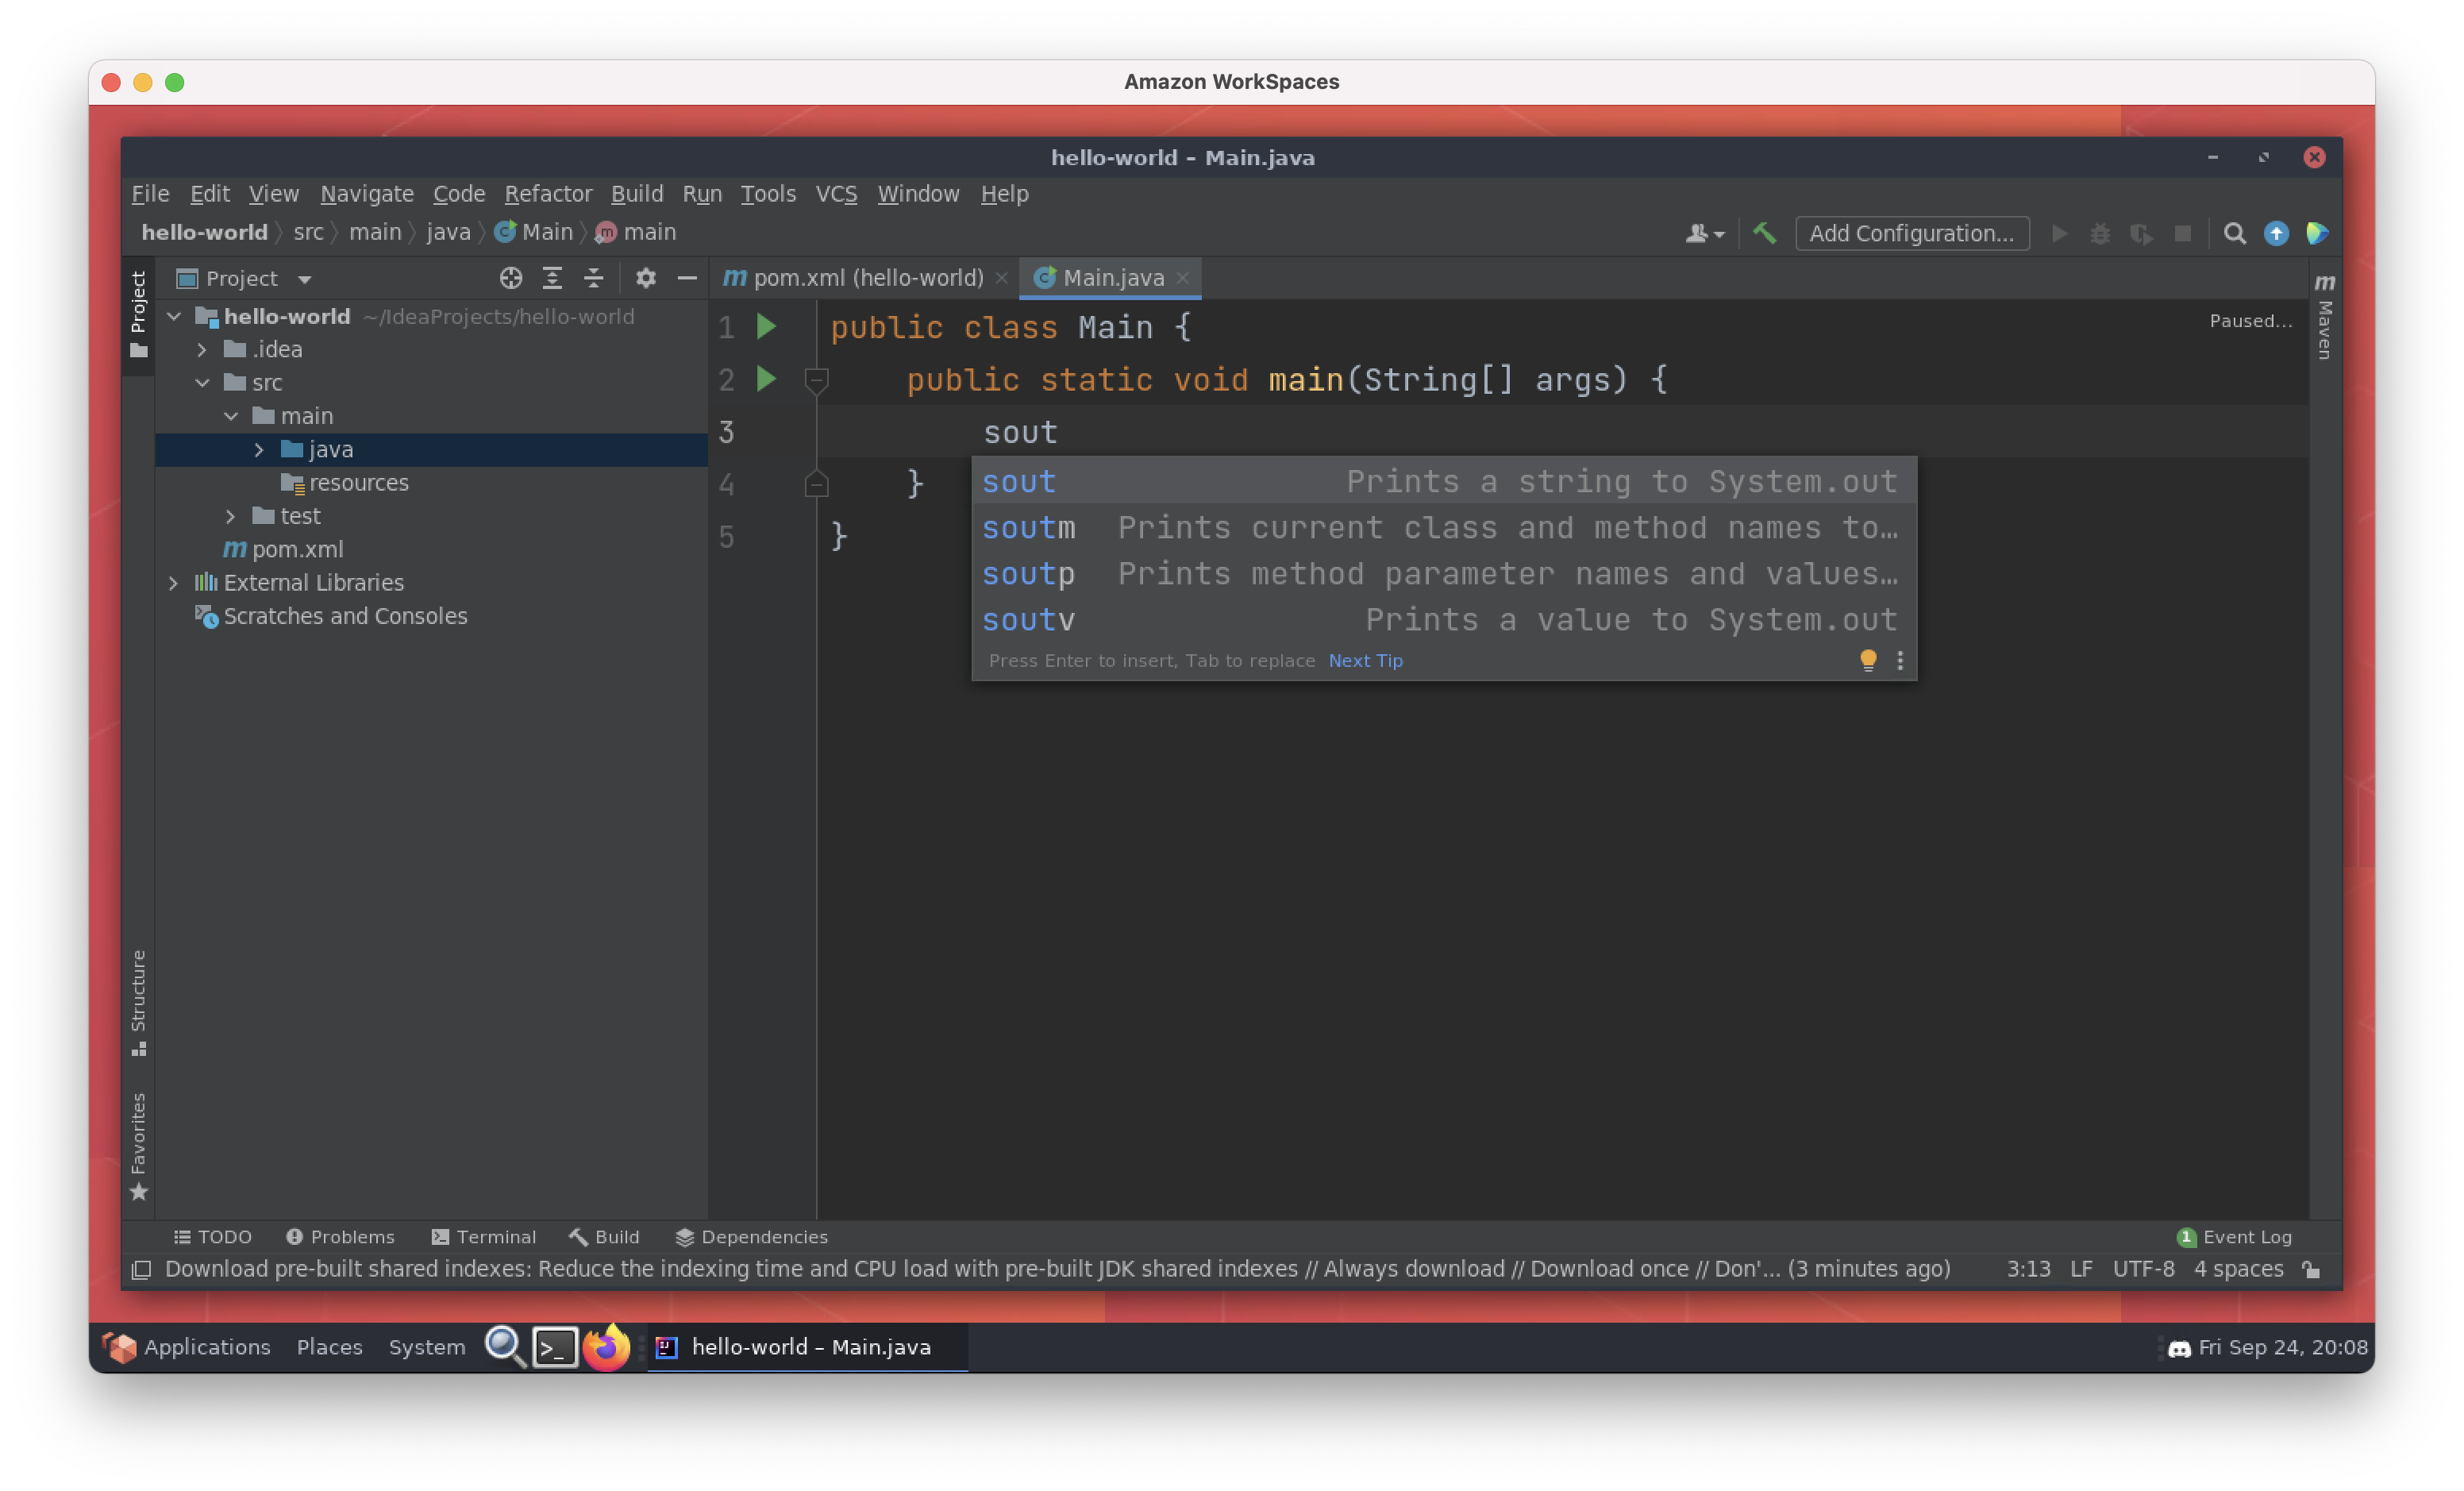 Amazon WorkSpaces
hello-world – Main.java
File Edit View Navigate Code Refactor Build Run Tools VCS Window Help
hello-world src main java Main main
Add Configuration...
Project
Project
pom.xml (hello-world)
Main.java
Maven
hello-world ~/IdeaProjects/hello-world
.idea
src
main
java
resources
test
pom.xml
External Libraries
Scratches and Consoles
Paused...
1 public class Main {
2 public static void main(String[] args) {
3 sout
4 }
5 }
sout Prints a string to System.out
soutm Prints current class and method names to…
soutp Prints method parameter names and values…
soutv Prints a value to System.out
Press Enter to insert, Tab to replace Next Tip
Structure
Favorites
TODO Problems Terminal Build Dependencies
1 Event Log
Download pre-built shared indexes: Reduce the indexing time and CPU load with pre-built JDK shared indexes // Always download // Download once // Don'... (3 minutes ago)
3:13 LF UTF-8 4 spaces
Applications Places System
hello-world – Main.java
Fri Sep 24, 20:08